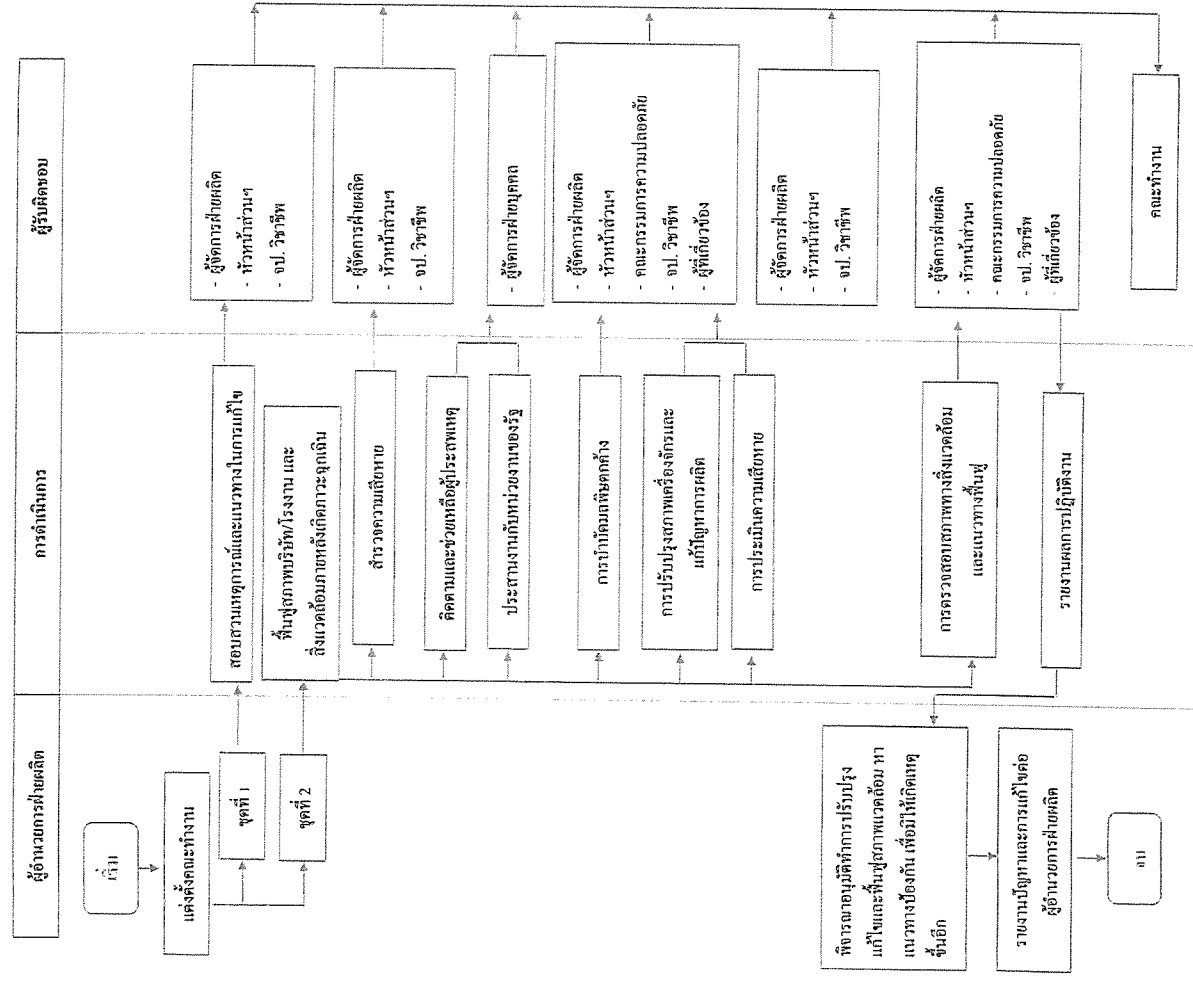 ผู้อำนวยการฝ่ายผลิต
การดำเนินการ
ผู้รับผิดชอบ
เริ่ม
แต่งตั้งคณะทำงาน
ชุดที่ 1
ชุดที่ 2
สอบสวนเหตุการณ์และแนวทางในการแก้ไข
- ผู้จัดการฝ่ายผลิต
- หัวหน้าส่วนฯ
- จป. วิชาชีพ
ฟื้นฟูสภาพบริษัท/โรงงาน และ
สิ่งแวดล้อมภายหลังเกิดภาวะฉุกเฉิน
สำรวจความเสียหาย
- ผู้จัดการฝ่ายผลิต
- หัวหน้าส่วนฯ
- จป. วิชาชีพ
ติดตามและช่วยเหลือผู้ประสพเหตุ
ประสานงานกับหน่วยงานของรัฐ
- ผู้จัดการฝ่ายบุคคล
การบำบัดมลพิษตกค้าง
การปรับปรุงสภาพเครื่องจักรและ
แก้ปัญหาการผลิต
การประเมินความเสียหาย
- ผู้จัดการฝ่ายผลิต
- หัวหน้าส่วนฯ
- คณะกรรมการความปลอดภัย
- จป. วิชาชีพ
- ผู้ที่เกี่ยวข้อง
- ผู้จัดการฝ่ายผลิต
- หัวหน้าส่วนฯ
- จป. วิชาชีพ
การตรวจสอบสภาพทางสิ่งแวดล้อม
และแนวทางฟื้นฟู
- ผู้จัดการฝ่ายผลิต
- หัวหน้าส่วนฯ
- คณะกรรมการความปลอดภัย
- จป. วิชาชีพ
- ผู้ที่เกี่ยวข้อง
รายงานผลการปฏิบัติงาน
คณะทำงาน
พิจารณาอนุมัติทำการปรับปรุง
แก้ไขและฟื้นฟูสภาพแวดล้อม หา
แนวทางป้องกัน เพื่อมิให้เกิดเหตุ
ขึ้นอีก
รายงานปัญหาและการแก้ไขต่อ
ผู้อำนวยการฝ่ายผลิต
จบ